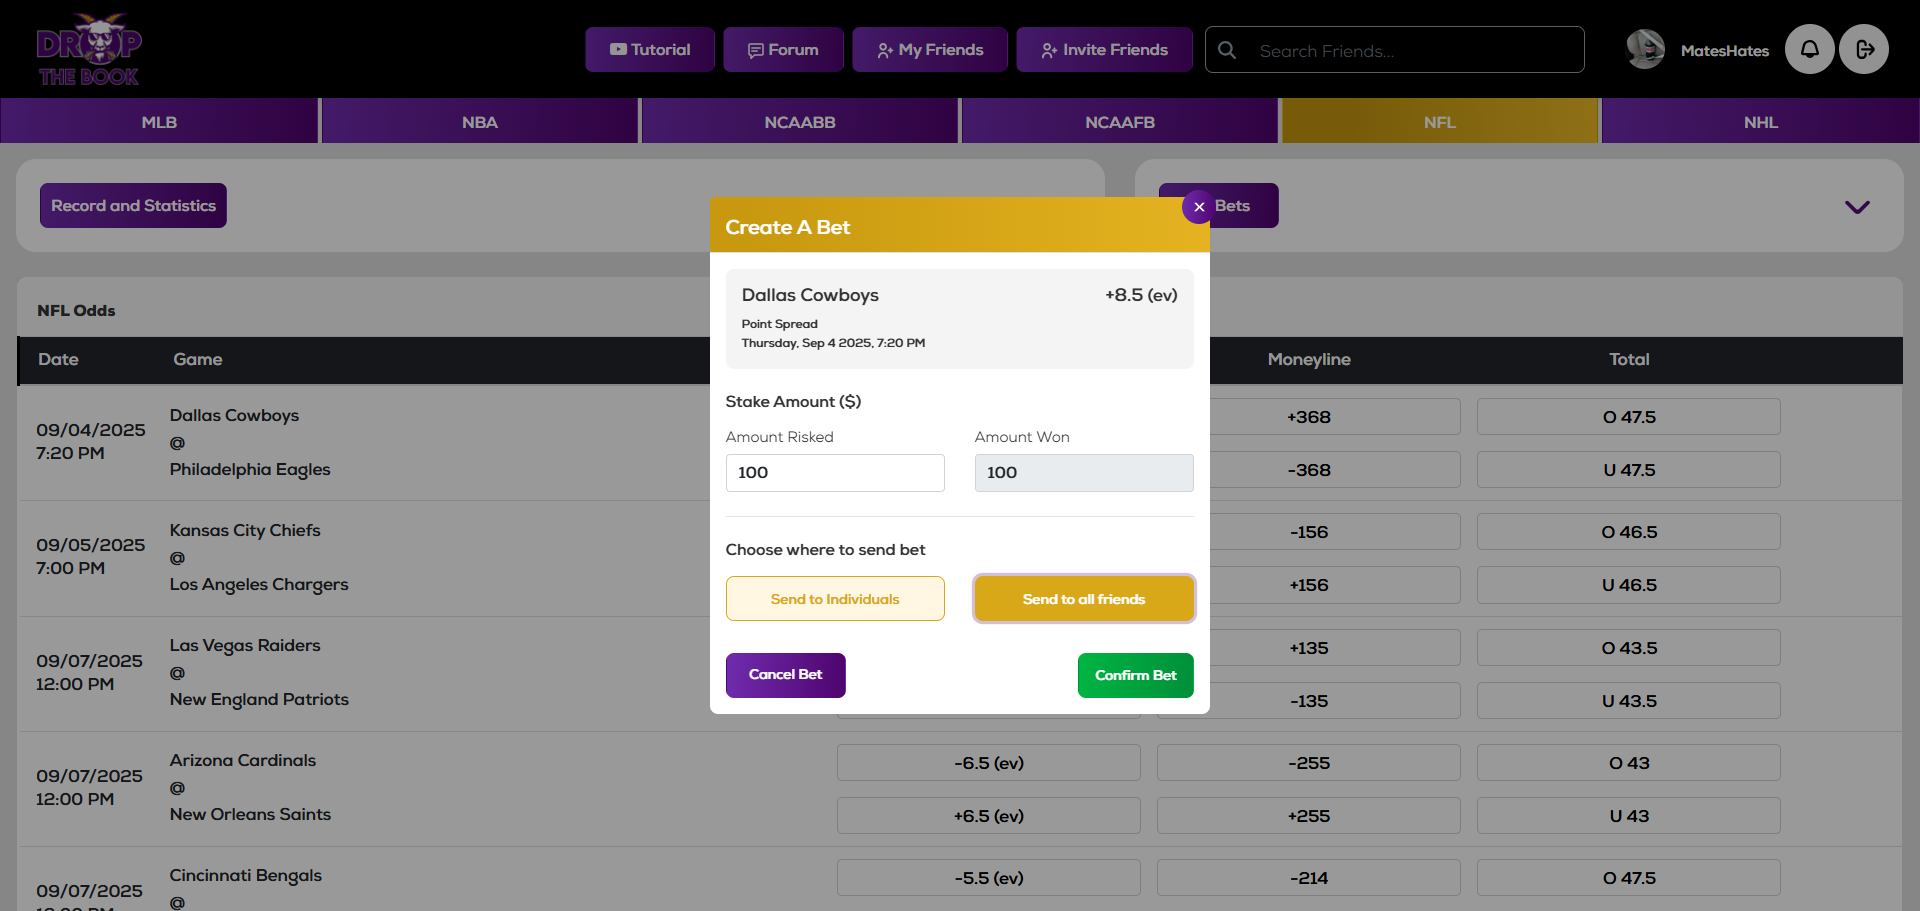 DROP
THE BOOK
Tutorial
Forum
My Friends
Invite Friends
Search Friends...
MatesHates
MLB
NBA
NCAABB
NCAAFB
NFL
NHL
Record and Statistics
Bets
Create A Bet
×
Dallas Cowboys +8.5 (ev)
Point Spread
Thursday, Sep 4 2025, 7:20 PM
Stake Amount ($)
Amount Risked Amount Won
100 100
Choose where to send bet
Send to Individuals Send to all friends
Cancel Bet Confirm Bet
NFL Odds
Date Game Moneyline Total
09/04/2025
7:20 PM
Dallas Cowboys
@
Philadelphia Eagles
+368 O 47.5
-368 U 47.5
09/05/2025
7:00 PM
Kansas City Chiefs
@
Los Angeles Chargers
-156 O 46.5
+156 U 46.5
09/07/2025
12:00 PM
Las Vegas Raiders
@
New England Patriots
+135 O 43.5
-135 U 43.5
09/07/2025
12:00 PM
Arizona Cardinals
@
New Orleans Saints
-6.5 (ev) -255 O 43
+6.5 (ev) +255 U 43
09/07/2025
Cincinnati Bengals
@
-5.5 (ev) -214 O 47.5